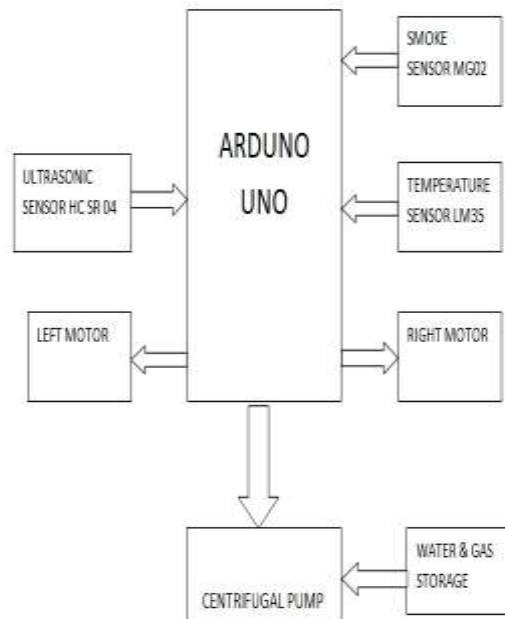 SMOKE
SENSOR MG02
ARDUNO
UNO
ULTRASONIC
SENSOR HC SR 04
TEMPERATURE
SENSOR LM35
LEFT MOTOR
RIGHT MOTOR
CENTRIFUGAL PUMP
WATER & GAS
STORAGE